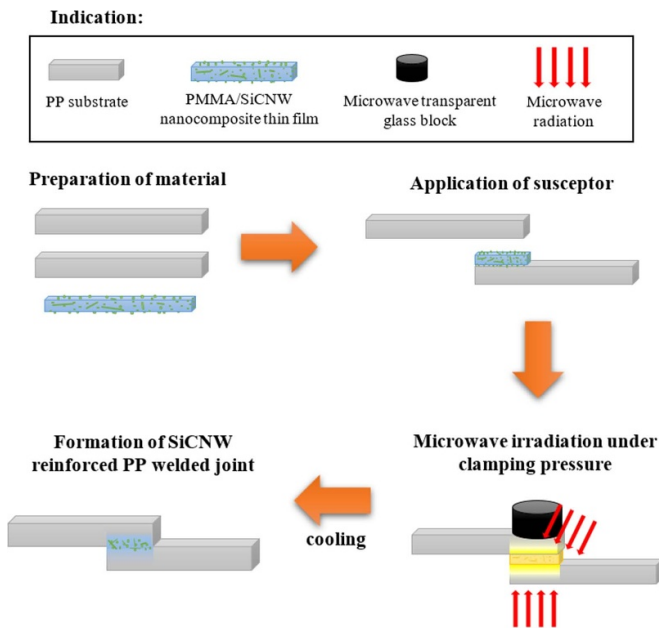 Indication:
PP substrate
PMMA/SiCNW
nanocomposite thin film
Microwave transparent
glass block
Microwave
radiation
Preparation of material
Application of susceptor
Formation of SiCNW
reinforced PP welded joint
cooling
Microwave irradiation under
clamping pressure